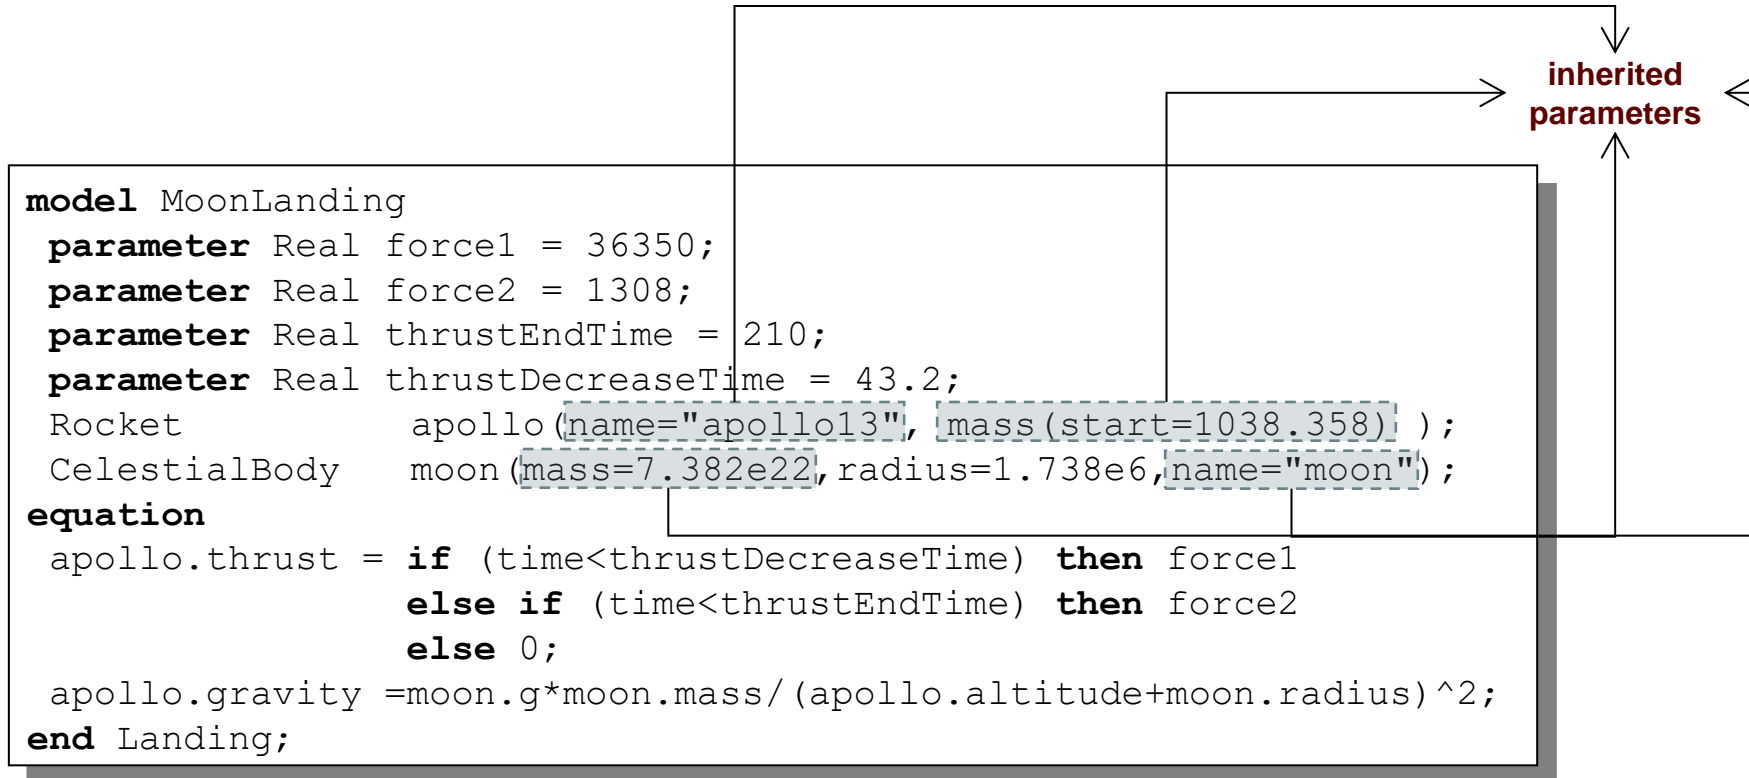 inherited
parameters
model MoonLanding
parameter Real force1 = 36350;
parameter Real force2 = 1308;
parameter Real thrustEndTime = 210;
parameter Real thrustDecreaseTime = 43.2;
Rocket apollo(name="apollo13", mass(start=1038.358) );
CelestialBody moon(mass=7.382e22,radius=1.738e6,name="moon");
equation
apollo.thrust = if (time<thrustDecreaseTime) then force1
else if (time<thrustEndTime) then force2
else 0;
apollo.gravity =moon.g*moon.mass/(apollo.altitude+moon.radius)^2;
end Landing;